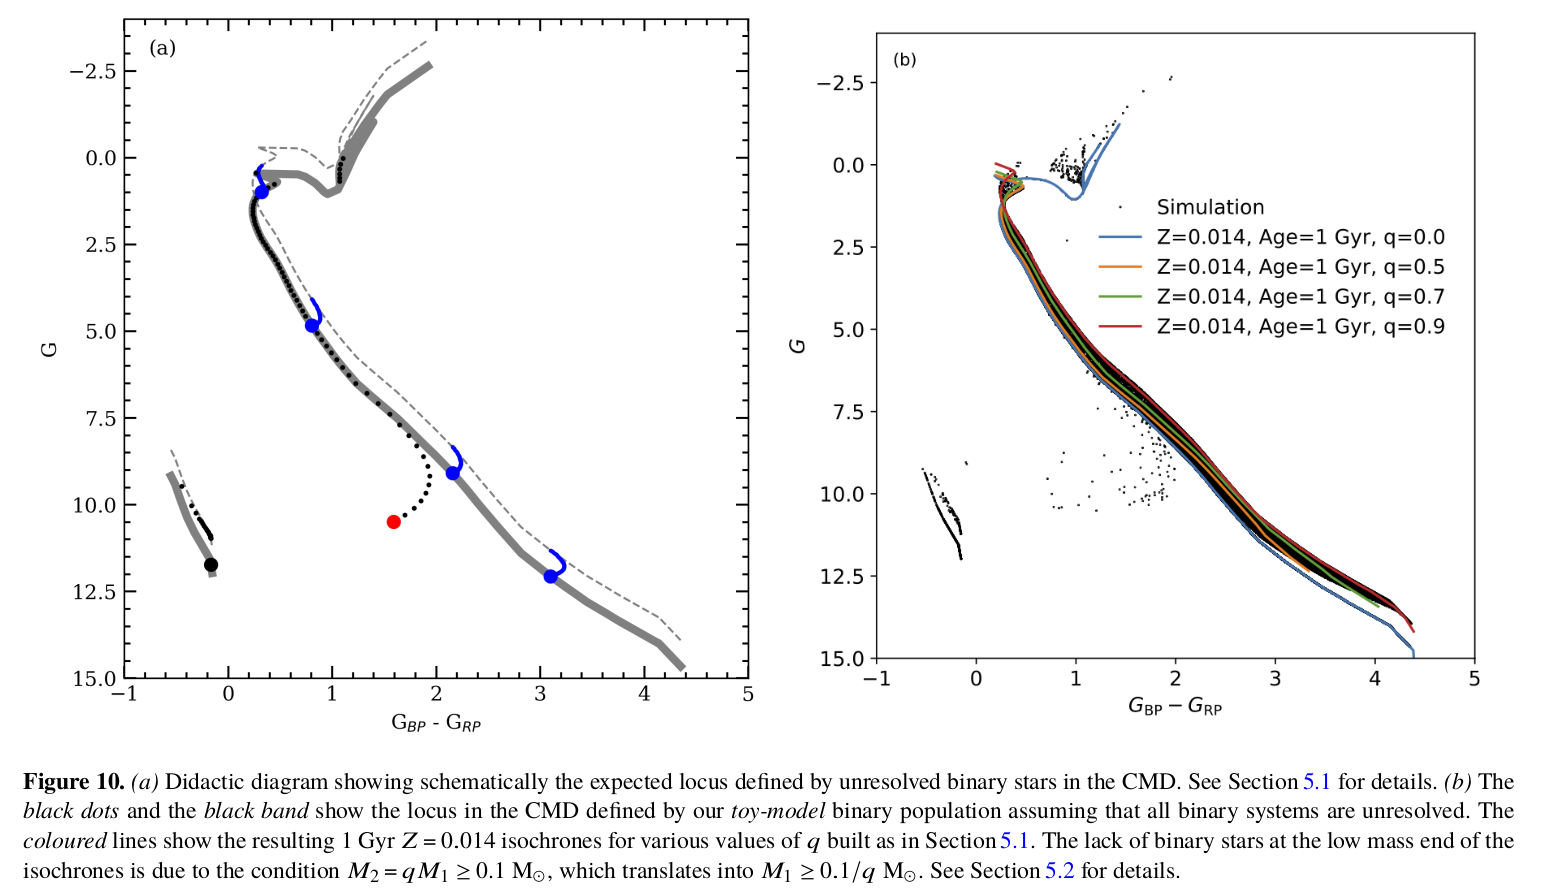 (a)
−2.5
0.0
2.5
5.0
7.5
10.0
12.5
15.0
G
−1 0 1 2 3 4 5
G_BP - G_RP
(b)
−2.5
0.0
2.5
5.0
7.5
10.0
12.5
15.0
G
Simulation
Z=0.014, Age=1 Gyr, q=0.0
Z=0.014, Age=1 Gyr, q=0.5
Z=0.014, Age=1 Gyr, q=0.7
Z=0.014, Age=1 Gyr, q=0.9
−1 0 1 2 3 4 5
G_BP − G_RP
Figure 10. (a) Didactic diagram showing schematically the expected locus defined by unresolved binary stars in the CMD. See Section 5.1 for details. (b) The
black dots and the black band show the locus in the CMD defined by our toy-model binary population assuming that all binary systems are unresolved. The
coloured lines show the resulting 1 Gyr Z = 0.014 isochrones for various values of q built as in Section 5.1. The lack of binary stars at the low mass end of the
isochrones is due to the condition M₂ = qM₁ ≥ 0.1 M⊙, which translates into M₁ ≥ 0.1/q M⊙. See Section 5.2 for details.